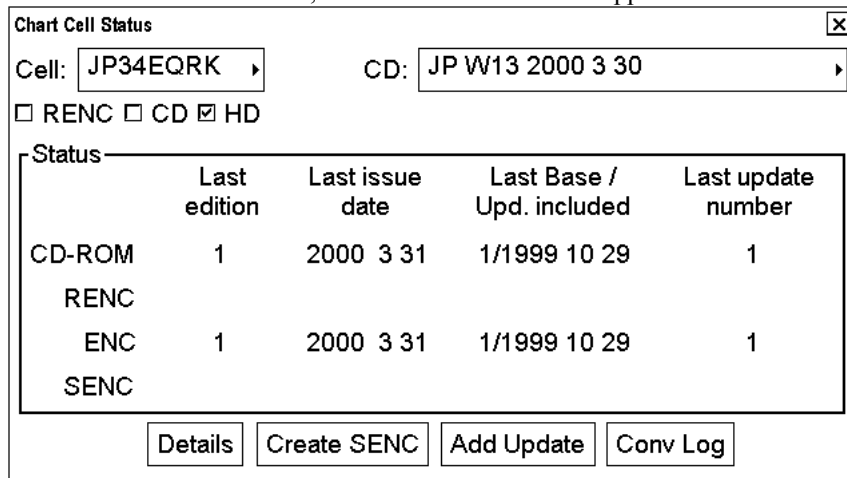 Chart Cell Status
Cell: JP34EQRK CD: JP W13 2000 3 30
RENC CD HD
Status
Last edition Last issue date Last Base / Upd. included Last update number
CD-ROM 1 2000 3 31 1/1999 10 29 1
RENC
ENC 1 2000 3 31 1/1999 10 29 1
SENC
Details Create SENC Add Update Conv Log